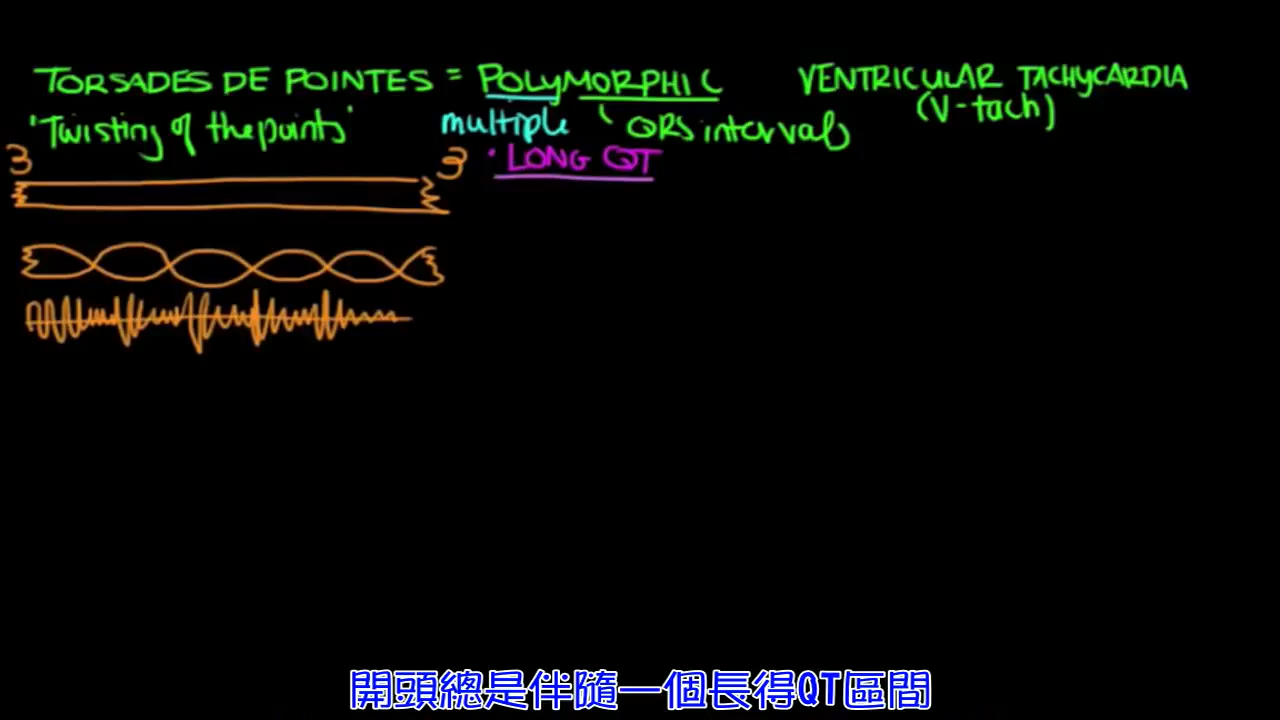 TORSADES DE POINTES = POLYMORPHIC VENTRICULAR TACHYCARDIA
(V-tach)
'Twisting of the points' multiple QRS intervals
• LONG QT
開頭總是伴隨一個長得QT區間